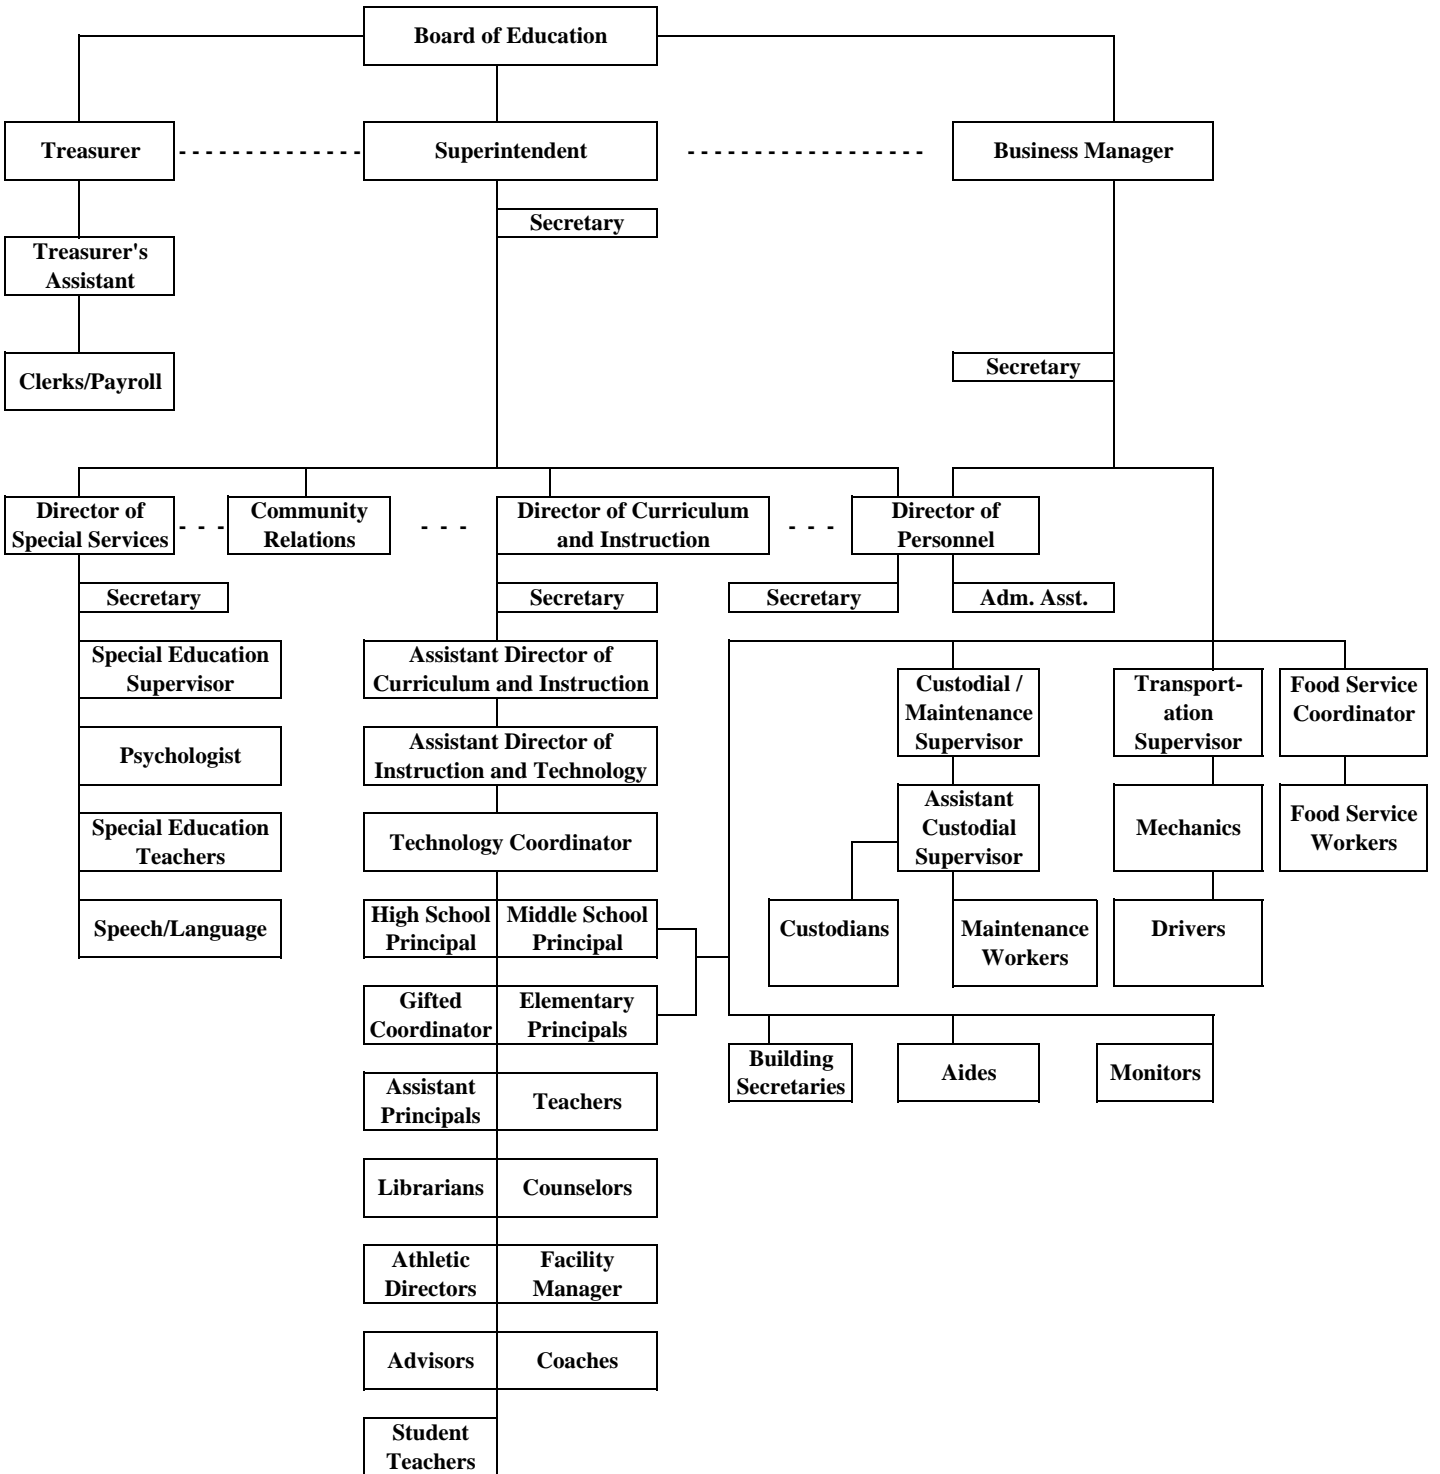 Board of Education
Treasurer
Superintendent
Business Manager
Secretary
Treasurer's
Assistant
Clerks/Payroll
Secretary
Director of
Special Services
Community
Relations
Director of Curriculum
and Instruction
Director of
Personnel
Secretary
Secretary
Secretary
Adm. Asst.
Special Education
Supervisor
Assistant Director of
Curriculum and Instruction
Custodial /
Maintenance
Supervisor
Transport-
ation
Supervisor
Food Service
Coordinator
Psychologist
Assistant Director of
Instruction and Technology
Assistant
Custodial
Supervisor
Mechanics
Food Service
Workers
Special Education
Teachers
Technology Coordinator
Speech/Language
High School
Principal
Middle School
Principal
Custodians
Maintenance
Workers
Drivers
Gifted
Coordinator
Elementary
Principals
Building
Secretaries
Aides
Monitors
Assistant
Principals
Teachers
Librarians
Counselors
Athletic
Directors
Facility
Manager
Advisors
Coaches
Student
Teachers